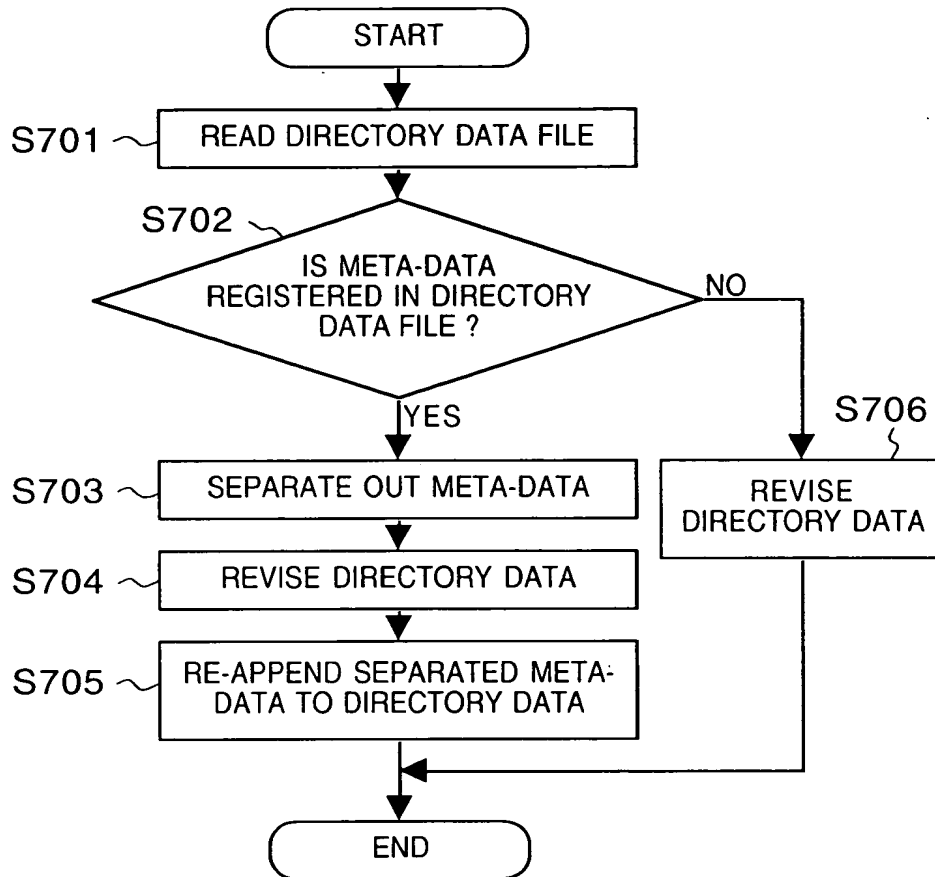 START
S701
READ DIRECTORY DATA FILE
S702
IS META-DATA
REGISTERED IN DIRECTORY
DATA FILE ?
NO
YES
S706
S703
SEPARATE OUT META-DATA
REVISE
DIRECTORY DATA
S704
REVISE DIRECTORY DATA
S705
RE-APPEND SEPARATED META-
DATA TO DIRECTORY DATA
END